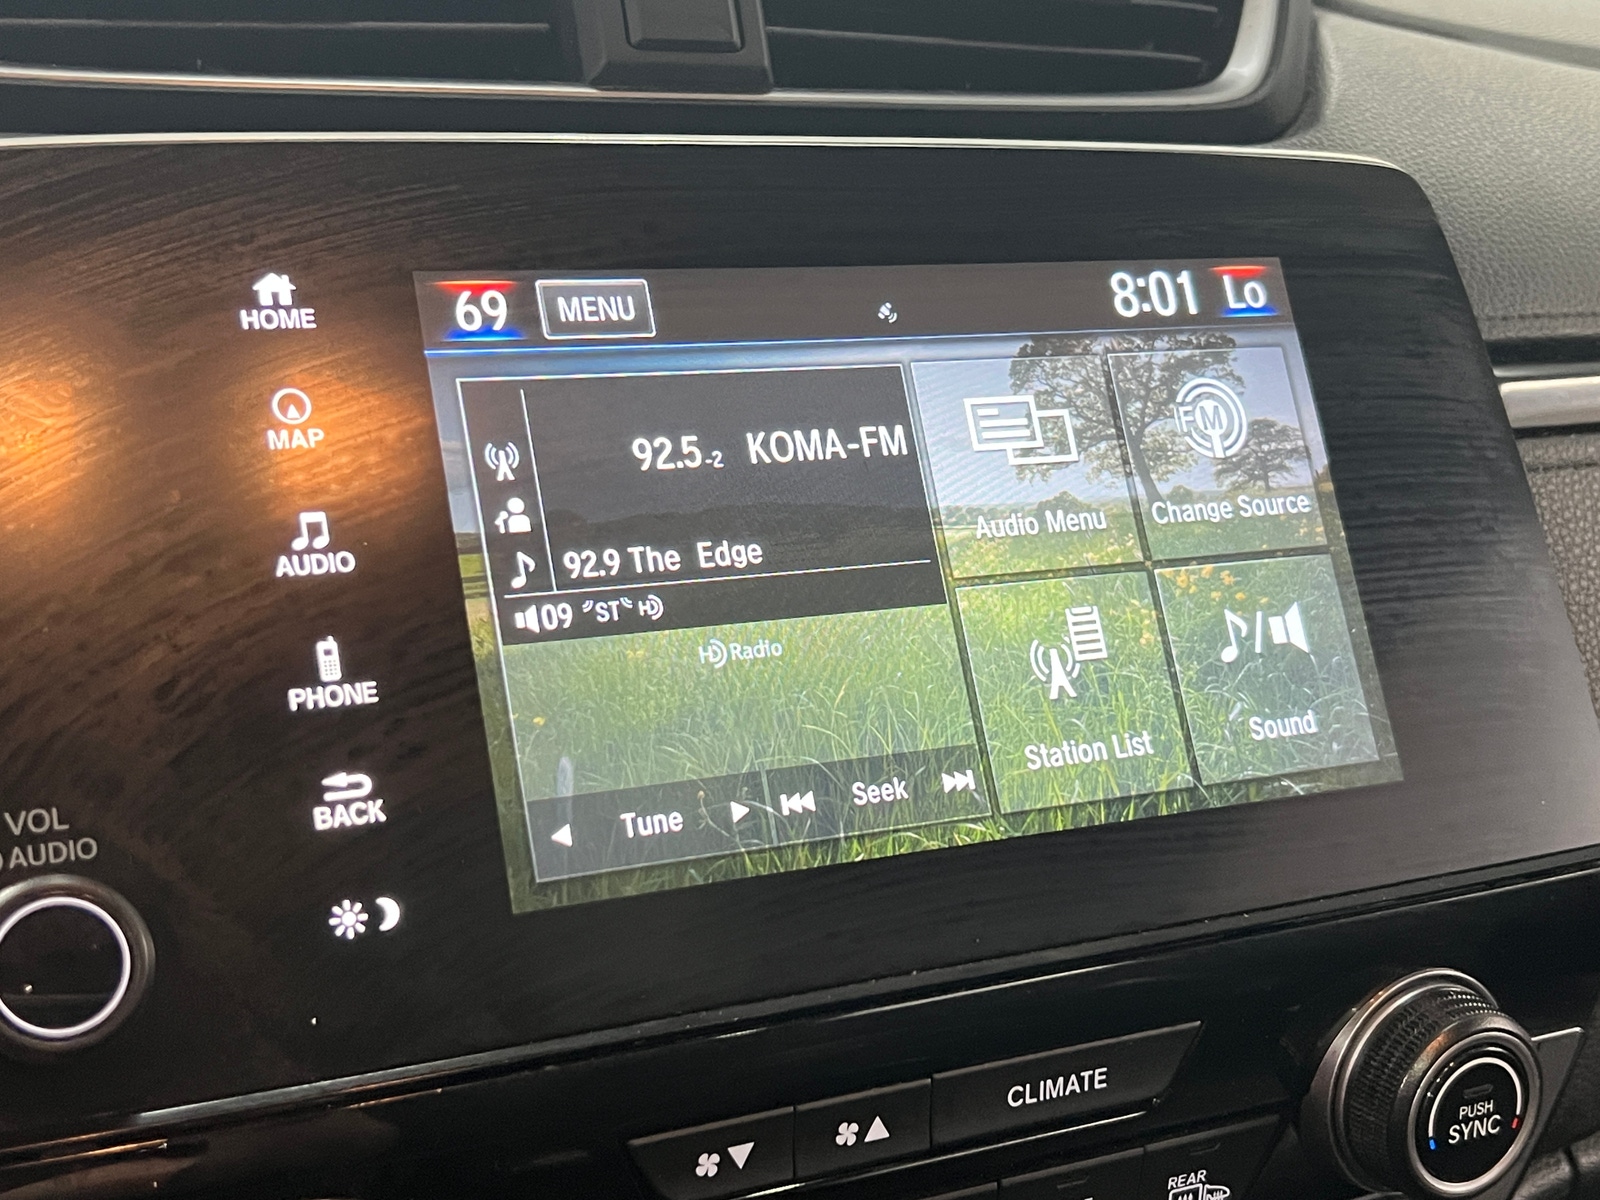 HOME
MAP
AUDIO
PHONE
BACK
VOL
AUDIO
69 MENU 8:01 Lo
92.5-2 KOMA-FM
92.9 The Edge
09 ST HD
HD Radio
Tune Seek
Audio Menu
FM
Change Source
Station List
Sound
CLIMATE
PUSH
SYNC
REAR